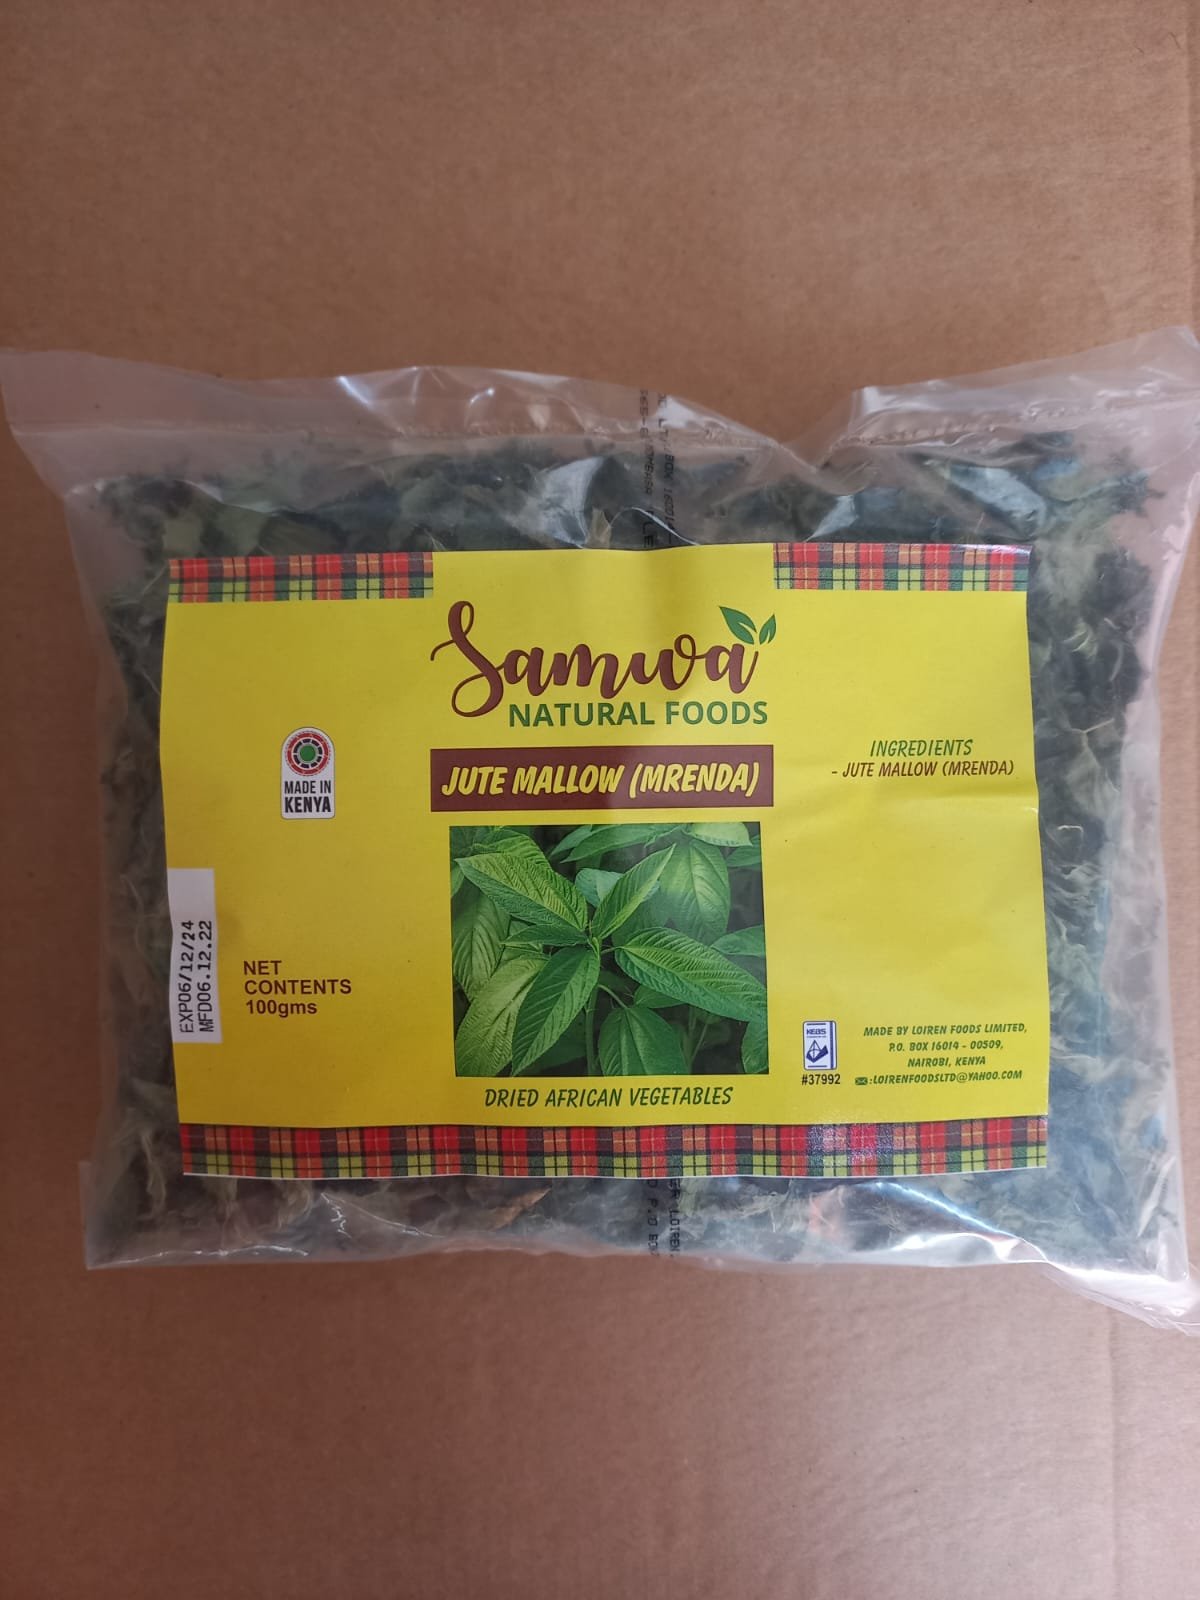 Samwa
NATURAL FOODS
JUTE MALLOW (MRENDA)
MADE IN
KENYA
INGREDIENTS
- JUTE MALLOW (MRENDA)
EXP06/12/24
MFD06.12.22
NET
CONTENTS
100gms
DRIED AFRICAN VEGETABLES
KEBS
#37992
MADE BY LOIREN FOODS LIMITED,
P.O. BOX 16014 - 00509,
NAIROBI, KENYA
:LOIRENFOODSLTD@YAHOO.COM